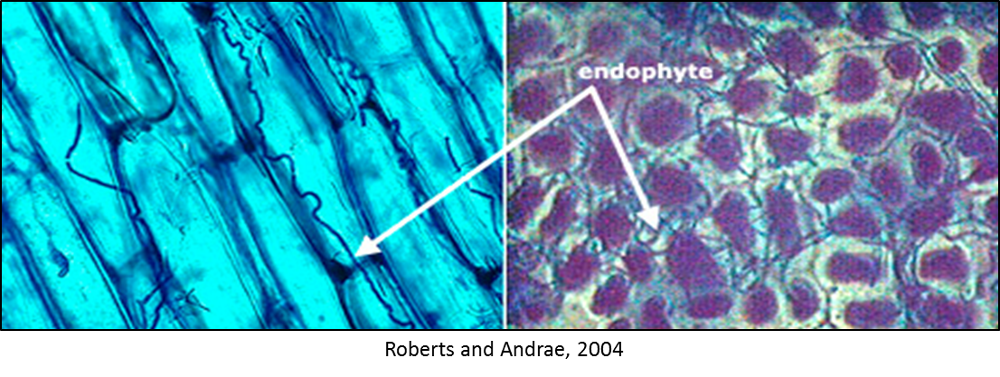 endophyte
Roberts and Andrae, 2004